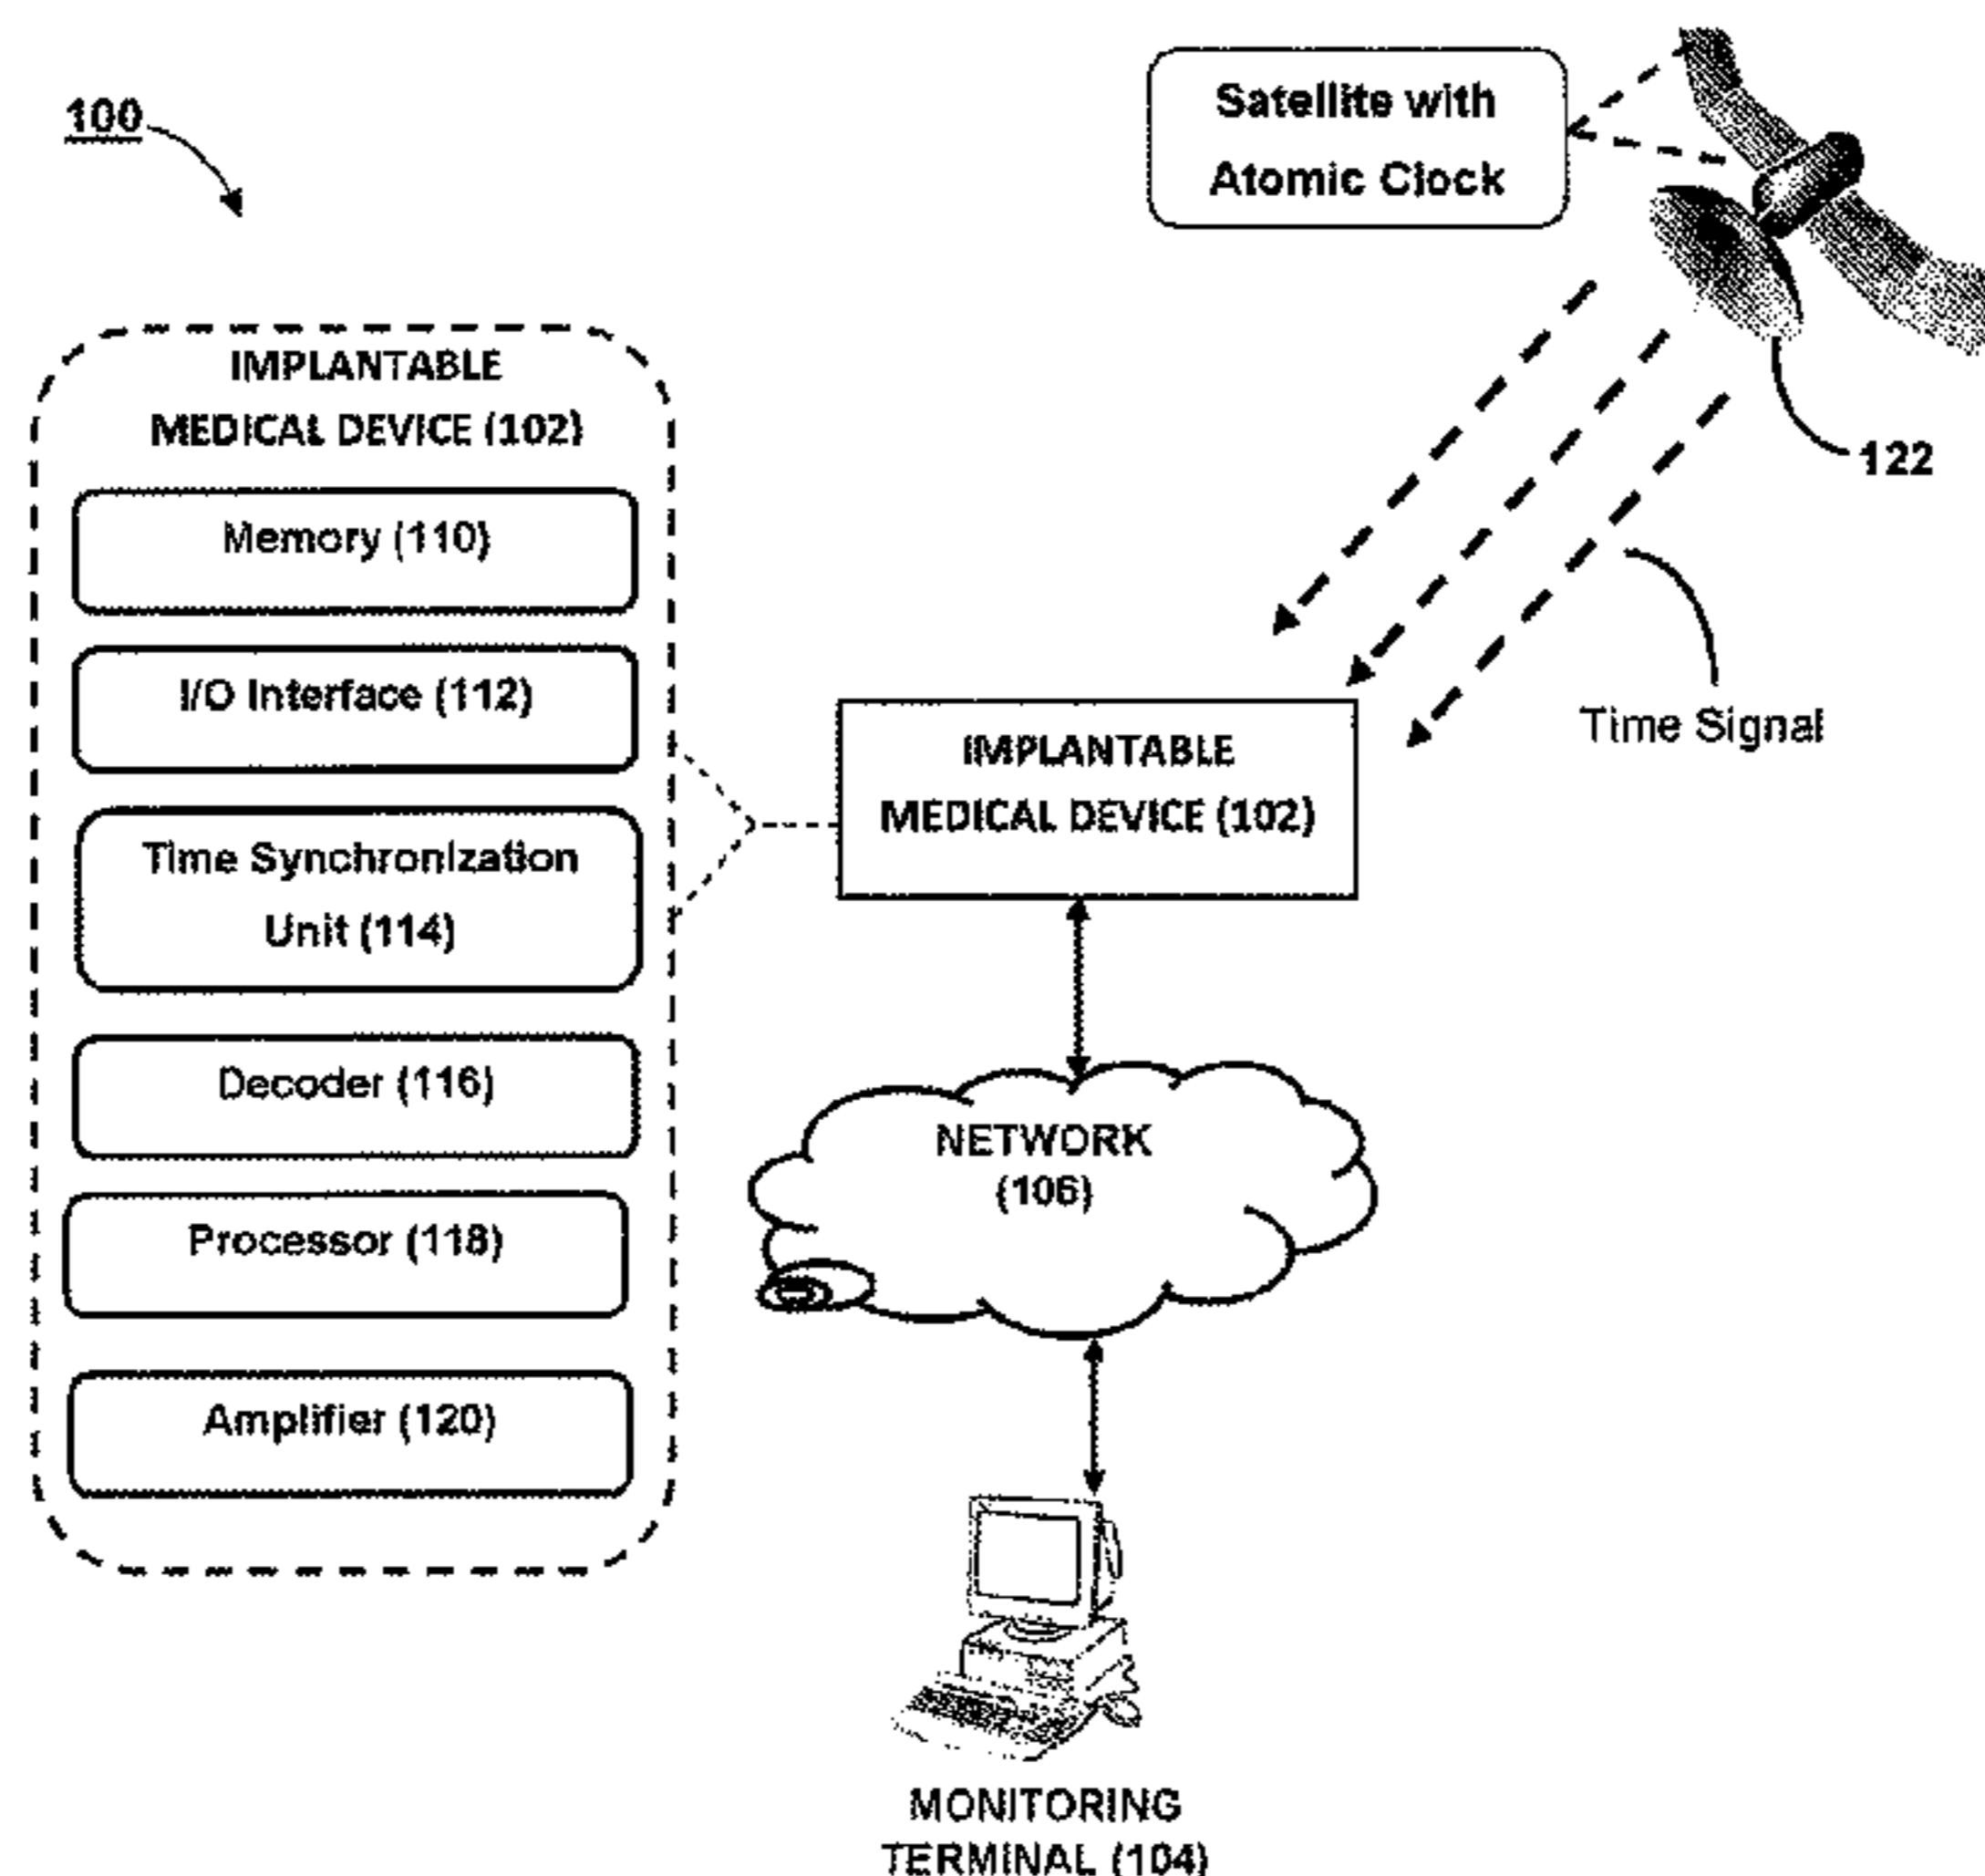 100
Satellite with
Atomic Clock
122
Time Signal
IMPLANTABLE
MEDICAL DEVICE (102)
Memory (110)
I/O Interface (112)
Time Synchronization
Unit (114)
Decoder (116)
Processor (118)
Amplifier (120)
IMPLANTABLE
MEDICAL DEVICE (102)
NETWORK
(106)
MONITORING
TERMINAL (104)